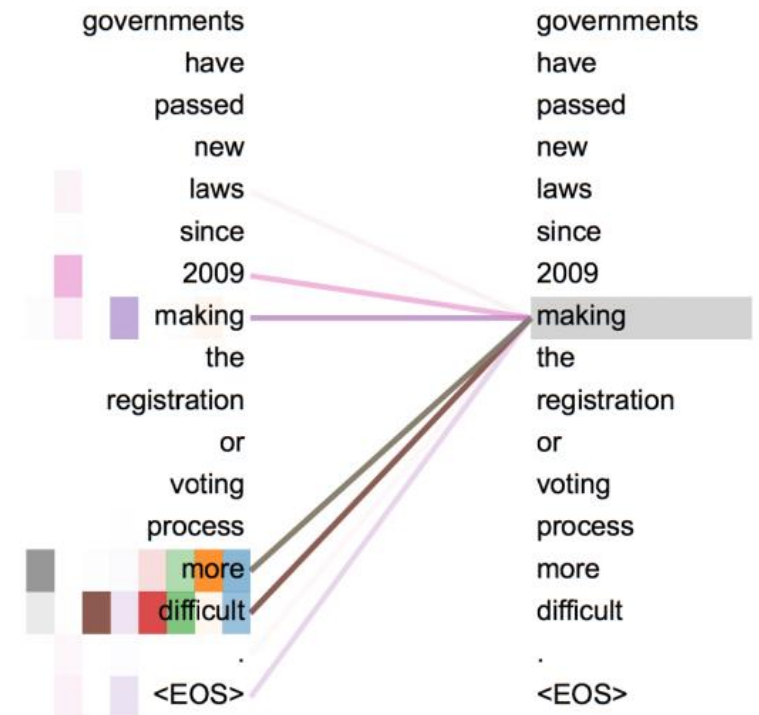 governments governments
have have
passed passed
new new
laws laws
since since
2009 2009
making making
the the
registration registration
or or
voting voting
process process
more more
difficult difficult
. .
<EOS> <EOS>